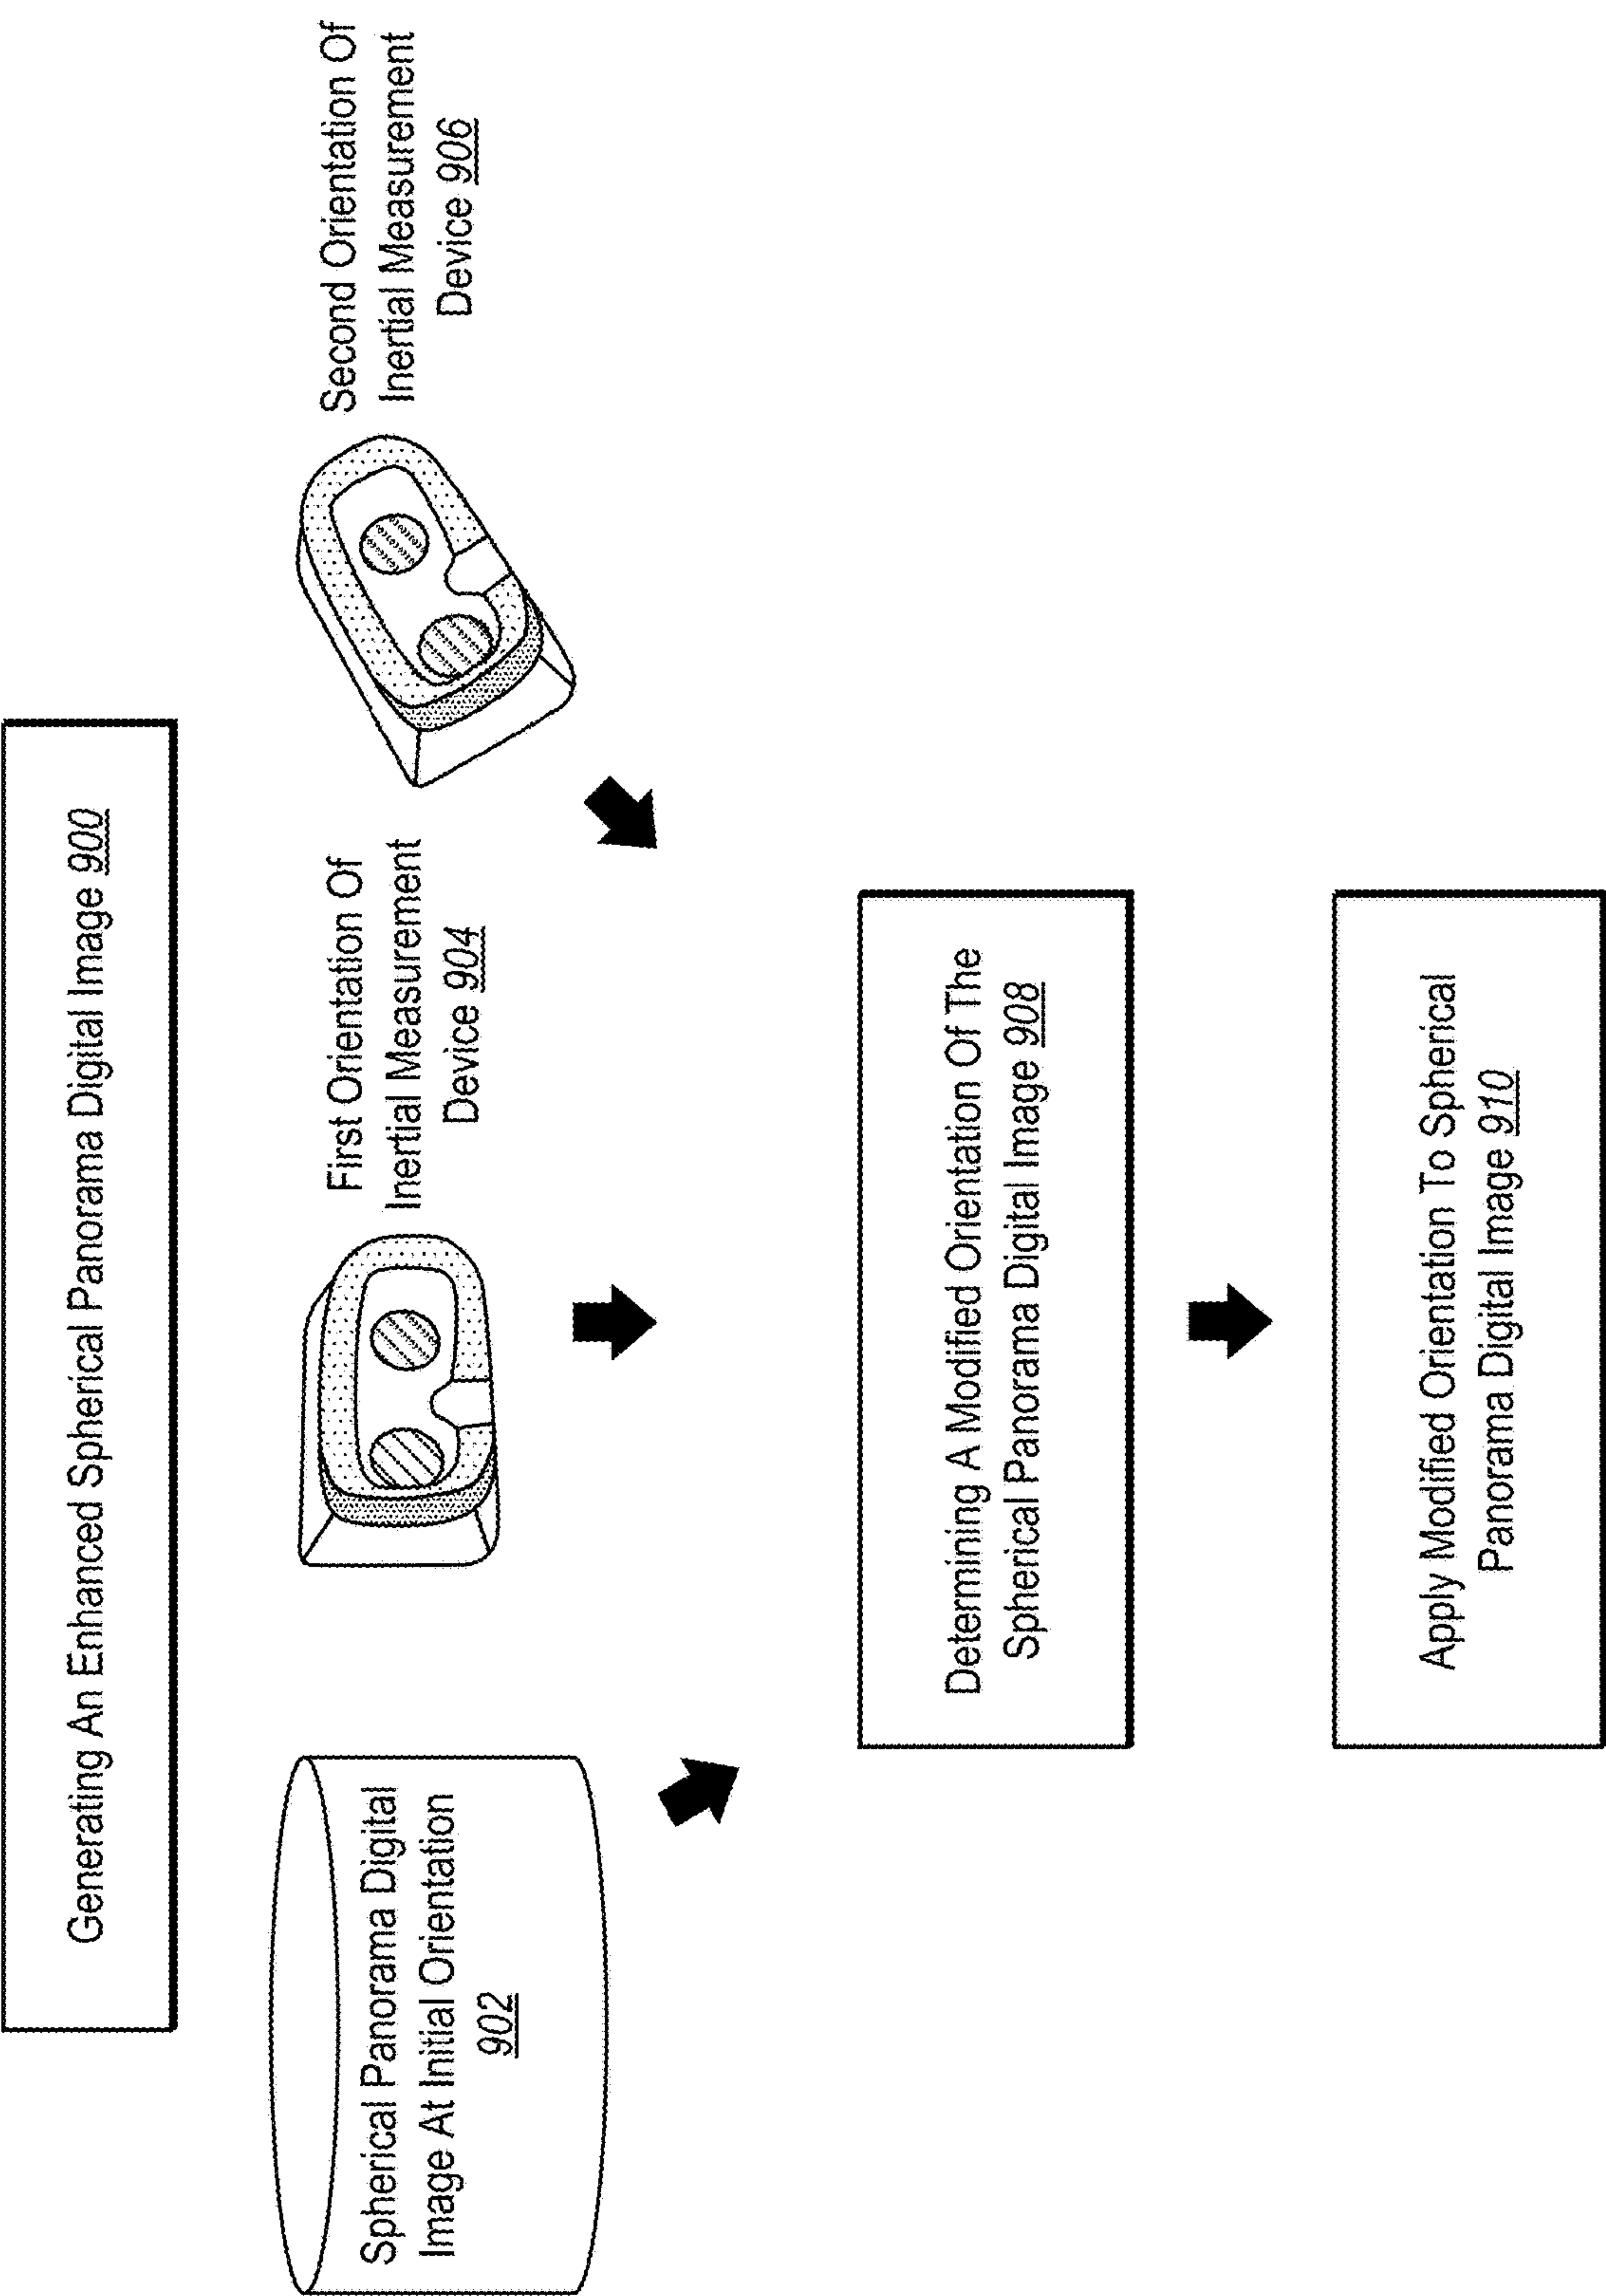 Generating An Enhanced Spherical Panorama Digital Image 900
Spherical Panorama Digital
Image At Initial Orientation
902
First Orientation Of
Inertial Measurement
Device 904
Second Orientation Of
Inertial Measurement
Device 906
Determining A Modified Orientation Of The
Spherical Panorama Digital Image 908
Apply Modified Orientation To Spherical
Panorama Digital Image 910